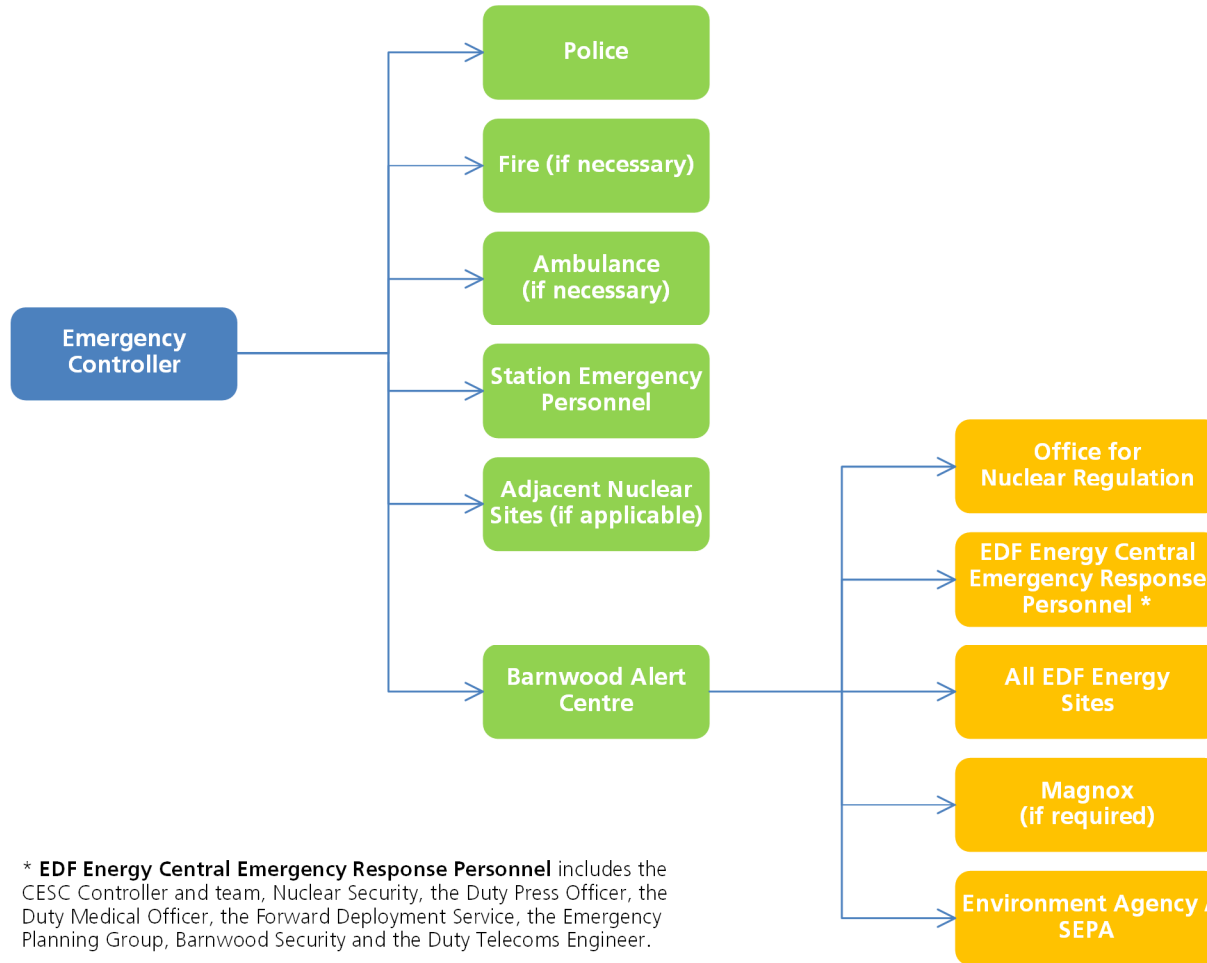 Police
Fire (if necessary)
Ambulance
(if necessary)
Emergency
Controller
Station Emergency
Personnel
Adjacent Nuclear
Sites (if applicable)
Barnwood Alert
Centre
Office for
Nuclear Regulation
EDF Energy Central
Emergency Response
Personnel *
All EDF Energy
Sites
Magnox
(if required)
Environment Agency /
SEPA
* EDF Energy Central Emergency Response Personnel includes the
CESC Controller and team, Nuclear Security, the Duty Press Officer, the
Duty Medical Officer, the Forward Deployment Service, the Emergency
Planning Group, Barnwood Security and the Duty Telecoms Engineer.